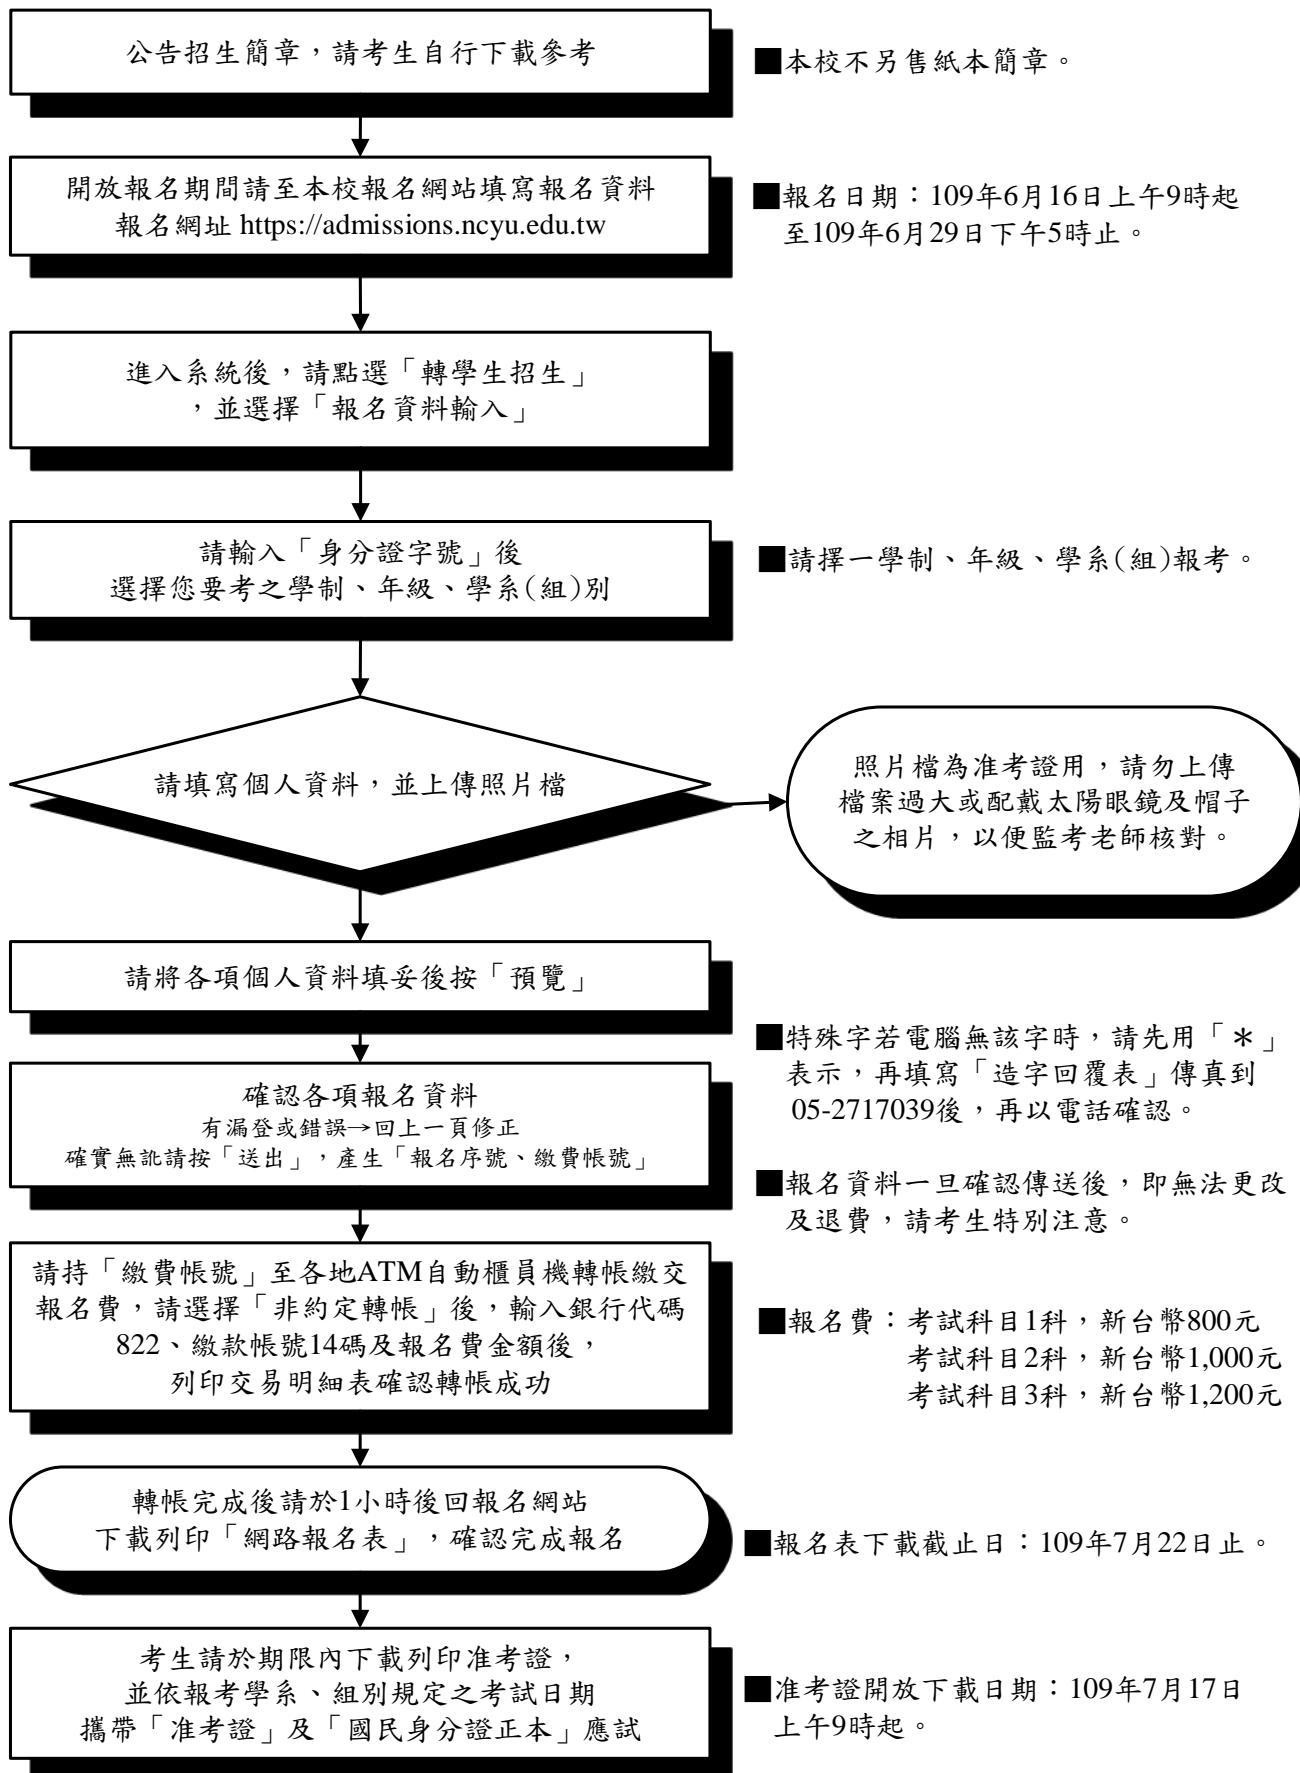 公告招生簡章，請考生自行下載參考
■本校不另售紙本簡章。
開放報名期間請至本校報名網站填寫報名資料
報名網址 https://admissions.ncyu.edu.tw
■報名日期：109年6月16日上午9時起
至109年6月29日下午5時止。
進入系統後，請點選「轉學生招生」
，並選擇「報名資料輸入」
請輸入「身分證字號」後
選擇您要考之學制、年級、學系(組)別
■請擇一學制、年級、學系(組)報考。
請填寫個人資料，並上傳照片檔
照片檔為准考證用，請勿上傳
檔案過大或配戴太陽眼鏡及帽子
之相片，以便監考老師核對。
請將各項個人資料填妥後按「預覽」
■特殊字若電腦無該字時，請先用「＊」
表示，再填寫「造字回覆表」傳真到
05-2717039後，再以電話確認。
確認各項報名資料
有漏登或錯誤→回上一頁修正
確實無訛請按「送出」，產生「報名序號、繳費帳號」
■報名資料一旦確認傳送後，即無法更改
及退費，請考生特別注意。
請持「繳費帳號」至各地ATM自動櫃員機轉帳繳交
報名費，請選擇「非約定轉帳」後，輸入銀行代碼
822、繳款帳號14碼及報名費金額後，
列印交易明細表確認轉帳成功
■報名費：考試科目1科，新台幣800元
考試科目2科，新台幣1,000元
考試科目3科，新台幣1,200元
轉帳完成後請於1小時後回報名網站
下載列印「網路報名表」，確認完成報名
■報名表下載截止日：109年7月22日止。
考生請於期限內下載列印准考證，
並依報考學系、組別規定之考試日期
攜帶「准考證」及「國民身分證正本」應試
■准考證開放下載日期：109年7月17日
上午9時起。